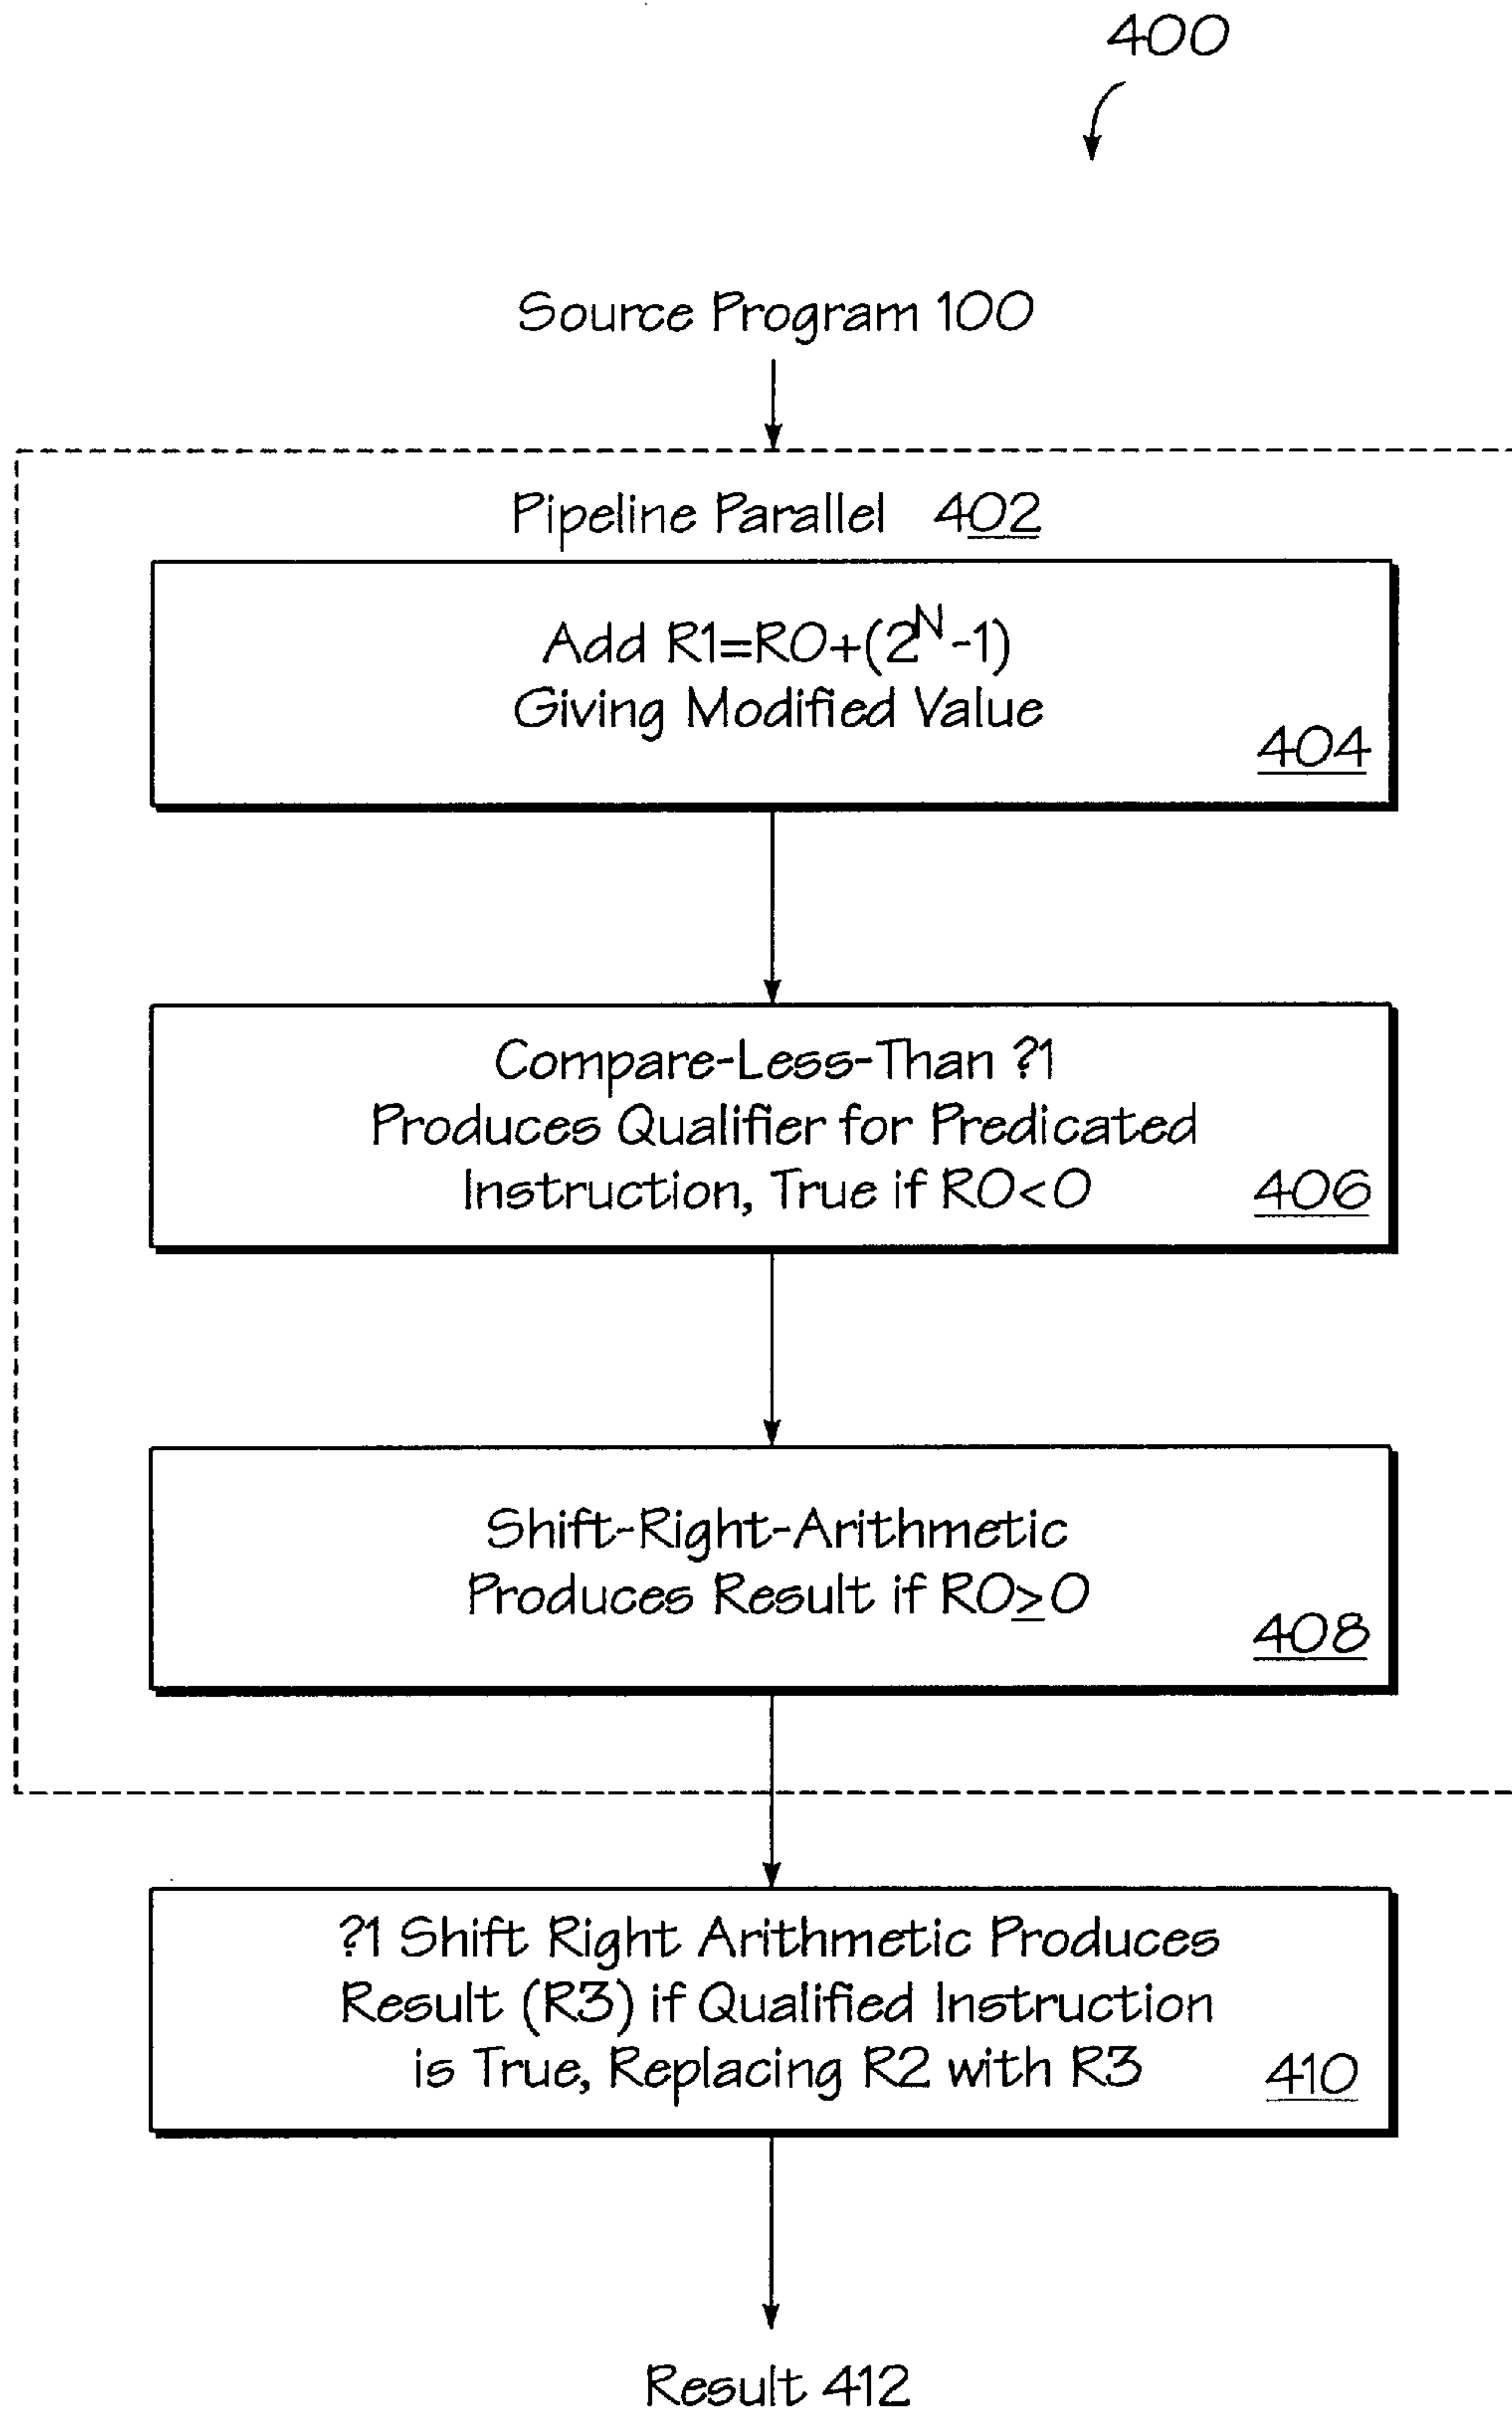 400
Source Program 100
Pipeline Parallel 402
Add R1=R0+(2^N-1)
Giving Modified Value
404
Compare-Less-Than ?1
Produces Qualifier for Predicated
Instruction, True if R0<0
406
Shift-Right-Arithmetic
Produces Result if R0≥0
408
?1 Shift Right Arithmetic Produces
Result (R3) if Qualified Instruction
is True, Replacing R2 with R3
410
Result 412